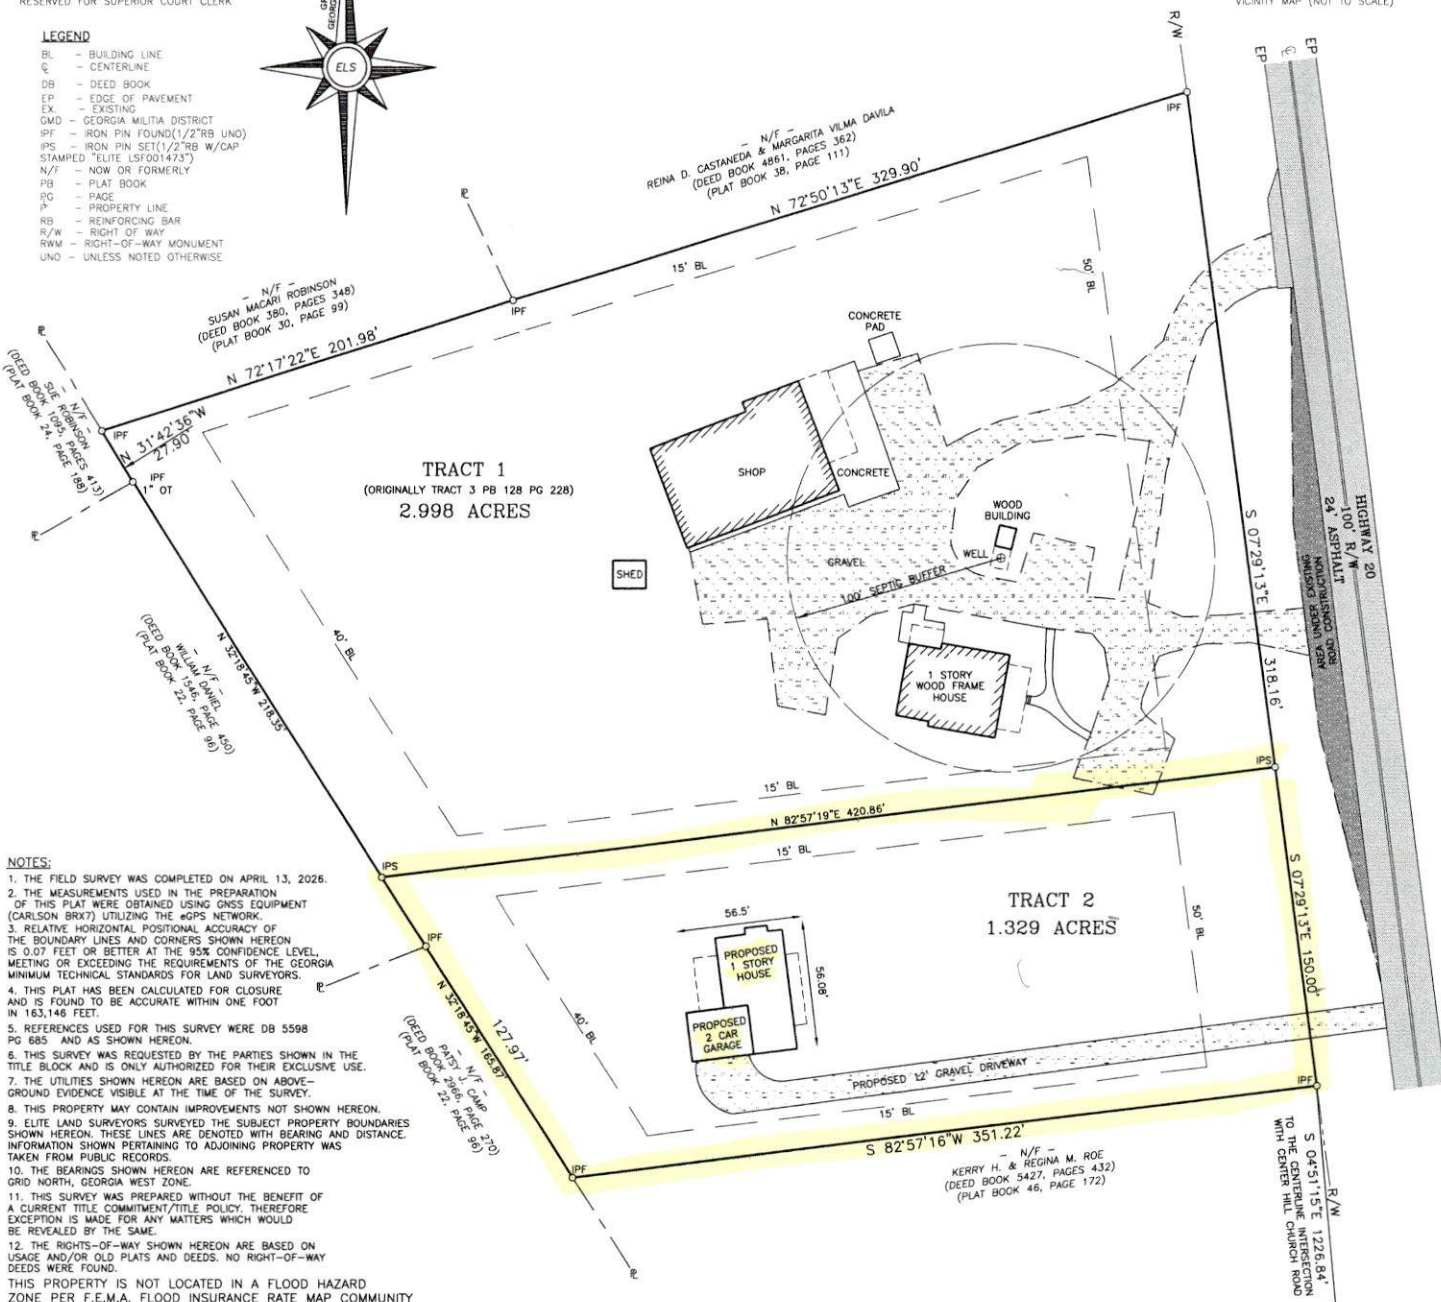 RESERVED FOR SUPERIOR COURT CLERK
VICINITY MAP (NOT TO SCALE)
LEGEND
BL - BUILDING LINE
℄ - CENTERLINE
DB - DEED BOOK
EP - EDGE OF PAVEMENT
EX. - EXISTING
GMD - GEORGIA MILITIA DISTRICT
IPF - IRON PIN FOUND(1/2"RB UNO)
IPS - IRON PIN SET(1/2"RB W/CAP
STAMPED "ELITE LSF001473")
N/F - NOW OR FORMERLY
PB - PLAT BOOK
PG - PAGE
⅊ - PROPERTY LINE
RB - REINFORCING BAR
R/W - RIGHT OF WAY
RWM - RIGHT-OF-WAY MONUMENT
UNO - UNLESS NOTED OTHERWISE
ELS
R/W
IPF
EP
℄
EP
- N/F -
REINA D. CASTANEDA & MARGARITA VILMA DAVILA
(DEED BOOK 4861, PAGES 362)
(PLAT BOOK 38, PAGE 111)
N 72°50'13"E 329.90'
15' BL
50' BL
⅊
IPF
- N/F -
SUSAN MACARI ROBINSON
(DEED BOOK 380, PAGES 348)
(PLAT BOOK 30, PAGE 99)
N 72°17'22"E 201.98'
⅊
- N/F -
SUE ROBINSON
(DEED BOOK 1095, PAGES 413)
(PLAT BOOK 24, PAGE 188)
IPF
N 31°42'36"W
27.90'
IPF
1" OT
⅊
TRACT 1
(ORIGINALLY TRACT 3 PB 128 PG 228)
2.998 ACRES
CONCRETE
PAD
SHOP
CONCRETE
WOOD
BUILDING
WELL
GRAVEL
SHED
100' SEPTIC BUFFER
1 STORY
WOOD FRAME
HOUSE
S 07°29'13"E 318.16'
HIGHWAY 20
100' R/W
24' ASPHALT
AREA UNDER EXISTING
ROAD CONSTRUCTION
40' BL
N 32°18'45"W 218.35'
- N/F -
WILLIAM DANIEL
(DEED BOOK 1546, PAGE 450)
(PLAT BOOK 22, PAGE 96)
15' BL
IPS
N 82°57'19"E 420.86'
IPS
15' BL
TRACT 2
1.329 ACRES
50' BL
S 07°29'13"E 150.00'
56.5'
56.08'
PROPOSED
1 STORY
HOUSE
PROPOSED
2 CAR
GARAGE
IPF
⅊
40' BL
127.97'
N 32°18'45"W 165.87'
- N/F -
PATSY J. CAMP
(DEED BOOK 2966, PAGE 270)
(PLAT BOOK 22, PAGE 96)
PROPOSED 12' GRAVEL DRIVEWAY
15' BL
IPF
S 82°57'16"W 351.22'
IPF
- N/F -
KERRY H. & REGINA M. ROE
(DEED BOOK 5427, PAGES 432)
(PLAT BOOK 46, PAGE 172)
R/W
S 04°51'15"E 1226.84'
TO THE CENTERLINE INTERSECTION
WITH CENTER HILL CHURCH ROAD
⅊
NOTES:
1. THE FIELD SURVEY WAS COMPLETED ON APRIL 13, 2026.
2. THE MEASUREMENTS USED IN THE PREPARATION
OF THIS PLAT WERE OBTAINED USING GNSS EQUIPMENT
(CARLSON BRX7) UTILIZING THE eGPS NETWORK.
3. RELATIVE HORIZONTAL POSITIONAL ACCURACY OF
THE BOUNDARY LINES AND CORNERS SHOWN HEREON
IS 0.07 FEET OR BETTER AT THE 95% CONFIDENCE LEVEL,
MEETING OR EXCEEDING THE REQUIREMENTS OF THE GEORGIA
MINIMUM TECHNICAL STANDARDS FOR LAND SURVEYORS.
4. THIS PLAT HAS BEEN CALCULATED FOR CLOSURE
AND IS FOUND TO BE ACCURATE WITHIN ONE FOOT
IN 163,146 FEET.
5. REFERENCES USED FOR THIS SURVEY WERE DB 5598
PG 685 AND AS SHOWN HEREON.
6. THIS SURVEY WAS REQUESTED BY THE PARTIES SHOWN IN THE
TITLE BLOCK AND IS ONLY AUTHORIZED FOR THEIR EXCLUSIVE USE.
7. THE UTILITIES SHOWN HEREON ARE BASED ON ABOVE-
GROUND EVIDENCE VISIBLE AT THE TIME OF THE SURVEY.
8. THIS PROPERTY MAY CONTAIN IMPROVEMENTS NOT SHOWN HEREON.
9. ELITE LAND SURVEYORS SURVEYED THE SUBJECT PROPERTY BOUNDARIES
SHOWN HEREON. THESE LINES ARE DENOTED WITH BEARING AND DISTANCE.
INFORMATION SHOWN PERTAINING TO ADJOINING PROPERTY WAS
TAKEN FROM PUBLIC RECORDS.
10. THE BEARINGS SHOWN HEREON ARE REFERENCED TO
GRID NORTH, GEORGIA WEST ZONE.
11. THIS SURVEY WAS PREPARED WITHOUT THE BENEFIT OF
A CURRENT TITLE COMMITMENT/TITLE POLICY. THEREFORE
EXCEPTION IS MADE FOR ANY MATTERS WHICH WOULD
BE REVEALED BY THE SAME.
12. THE RIGHTS-OF-WAY SHOWN HEREON ARE BASED ON
USAGE AND/OR OLD PLATS AND DEEDS. NO RIGHT-OF-WAY
DEEDS WERE FOUND.
THIS PROPERTY IS NOT LOCATED IN A FLOOD HAZARD
ZONE PER F.E.M.A. FLOOD INSURANCE RATE MAP COMMUNITY